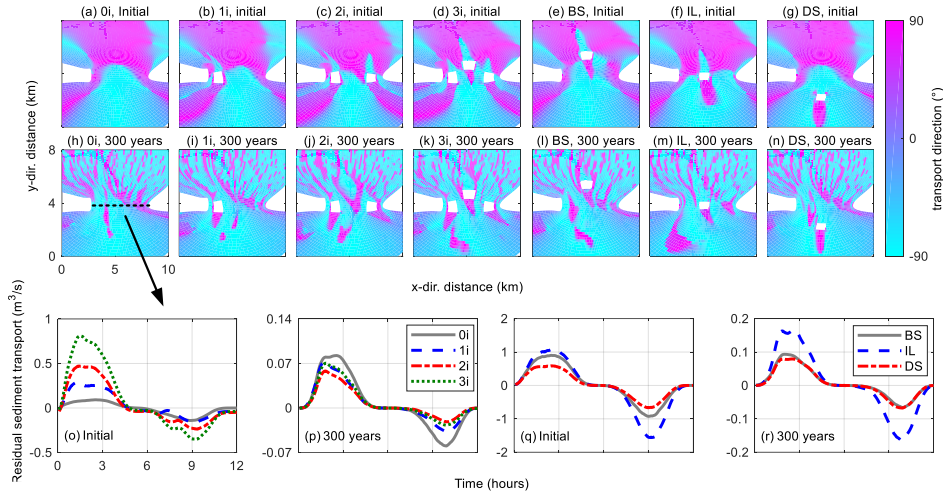 (a) 0i, Initial
(b) 1i, initial
(c) 2i, initial
(d) 3i, initial
(e) BS, Initial
(f) IL, Initial
(g) DS, Initial
90
0
-90
transport direction (°)
y-dir. distance (km)
(h) 0i, 300 years
(i) 1i, 300 years
(j) 2i, 300 years
(k) 3i, 300 years
(l) BS, 300 years
(m) IL, 300 years
(n) DS, 300 years
8
4
0
0 5 10
x-dir. distance (km)
Residual sediment transport (m³/s)
1
0.5
0
-0.5
(o) Initial
0 3 6 9 12
0.14
0.07
0
-0.07
(p) 300 years
0i
1i
2i
3i
2
1
0
-1
-2
(q) Initial
0.2
0.1
0
-0.1
-0.2
(r) 300 years
BS
IL
DS
Time (hours)